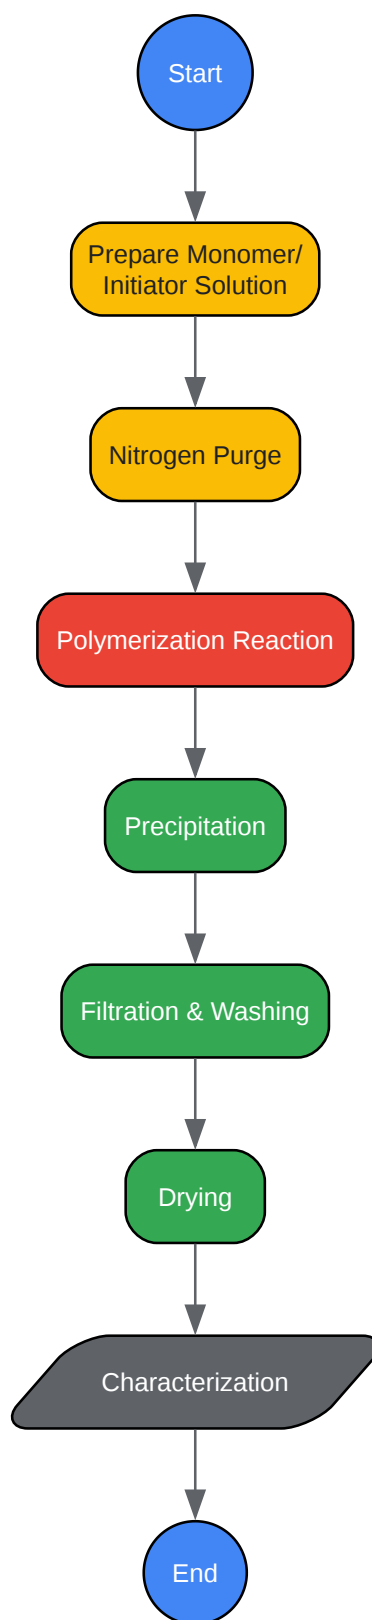 Start
Prepare Monomer/
Initiator Solution
Nitrogen Purge
Polymerization Reaction
Precipitation
Filtration & Washing
Drying
Characterization
End